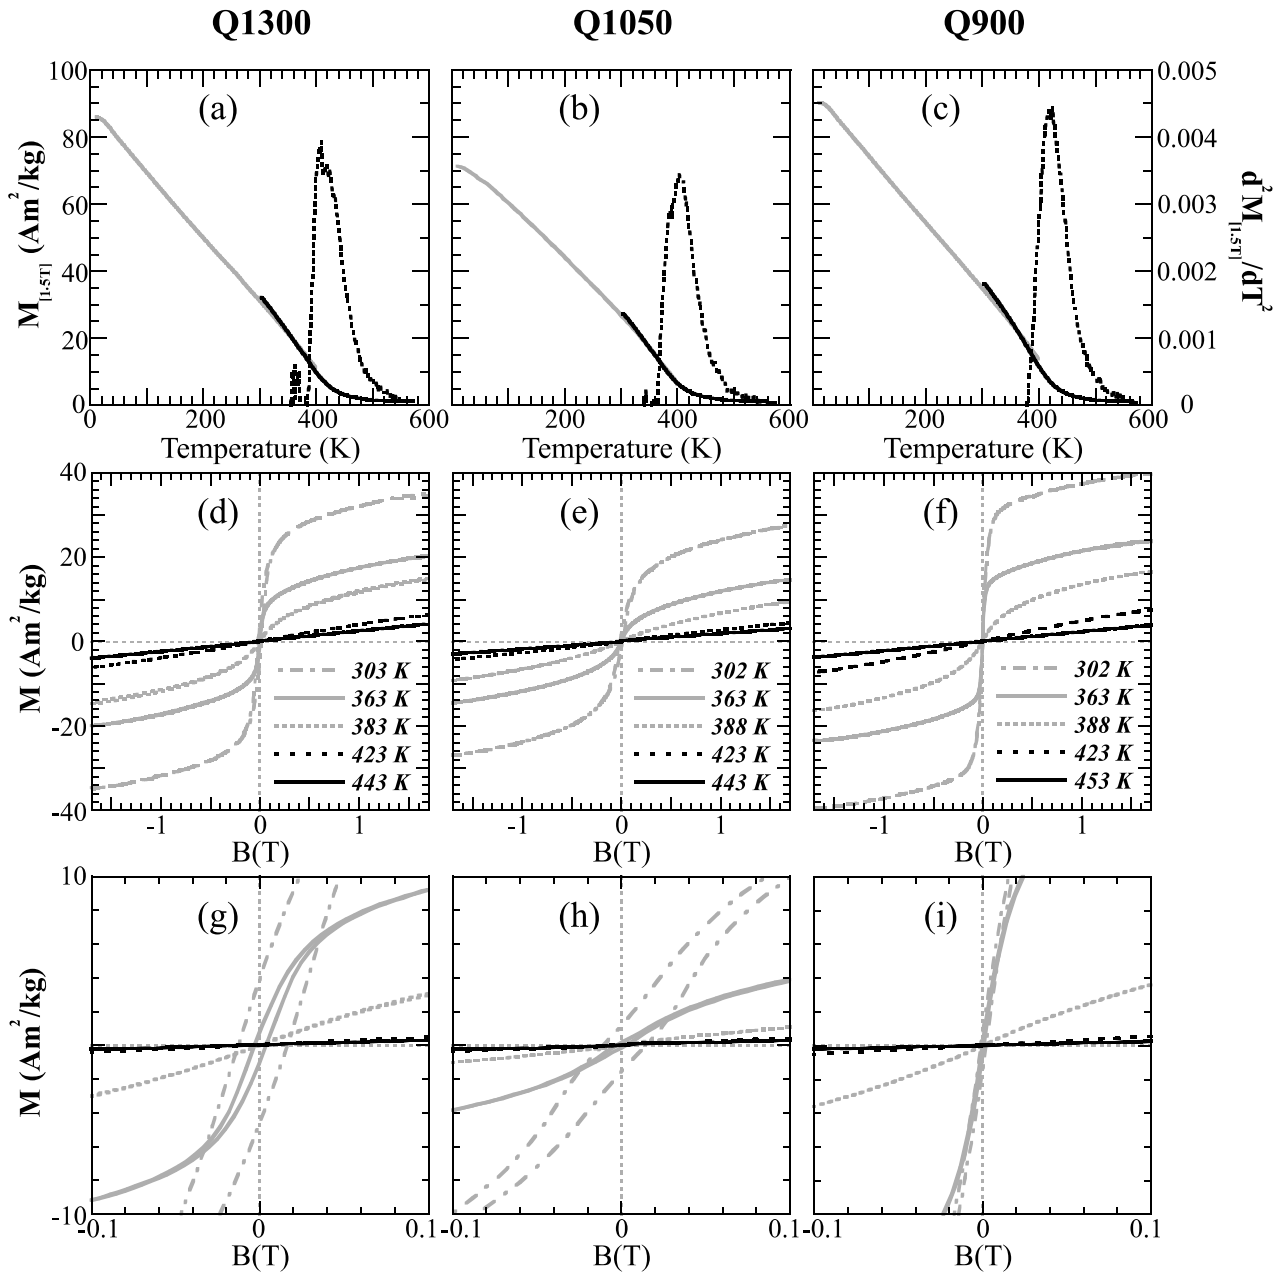 Q1300 Q1050 Q900
100 (a) (b) (c) 0.005
80 0.004
60 0.003
40 0.002
20 0.001
0 0
M[1.5T] (Am²/kg)
d²M[1.5T]/dT²
0 200 400 600 0 200 400 600 0 200 400 600
Temperature (K) Temperature (K) Temperature (K)
40 (d) (e) (f)
20
0
-20
-40
M (Am²/kg)
303 K 302 K 302 K
363 K 363 K 363 K
383 K 388 K 388 K
423 K 423 K 423 K
443 K 443 K 453 K
-1 0 1 -1 0 1 -1 0 1
B(T) B(T) B(T)
10 (g) (h) (i)
M (Am²/kg)
-10
-0.1 0 0.1 -0.1 0 0.1 -0.1 0 0.1
B(T) B(T) B(T)